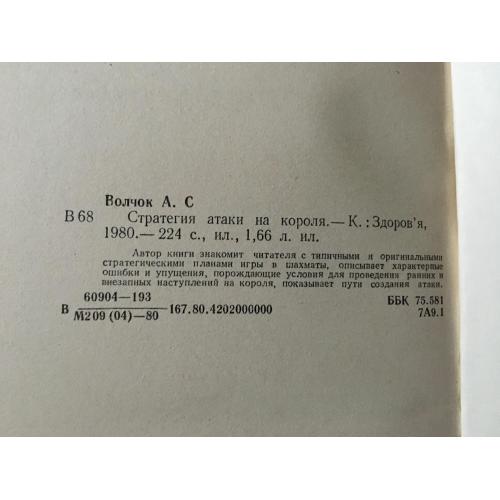 Волчок А. С
В 68 Стратегия атаки на короля.— К. : Здоров'я,
1980.— 224 с., ил., 1,66 л. ил.
Автор книги знакомит читателя с типичными и оригинальными
стратегическими планами игры в шахматы, описывает характерные
ошибки и упущения, порождающие условия для проведения ранних и
внезапных наступлений на короля, показывает пути создания атаки.
60904—193 ББК 75.581
В 167.80.4202000000
М209 (04)—80 7А9.1